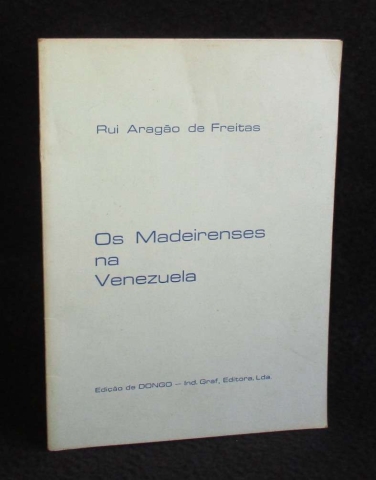 Rui Aragão de Freitas
Os Madeirenses
na
Venezuela
Edição de DONGO — Ind. Graf, Editora, Lda.